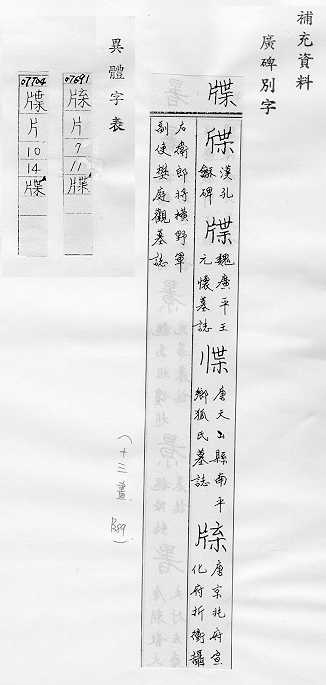 補充資料
廣碑別字
牒
牒 漢孔龢碑 牒 魏廣平王元懷墓誌 牒 唐天山縣南平鄉狐氏墓誌 牒 唐京兆府宣化府折衝攝
右衛郎將橫野軍副使樊庭觀墓誌
(十三畫 B89)
異體字表
07691
片
7
11
牒
07704
牒
片
10
14
牒